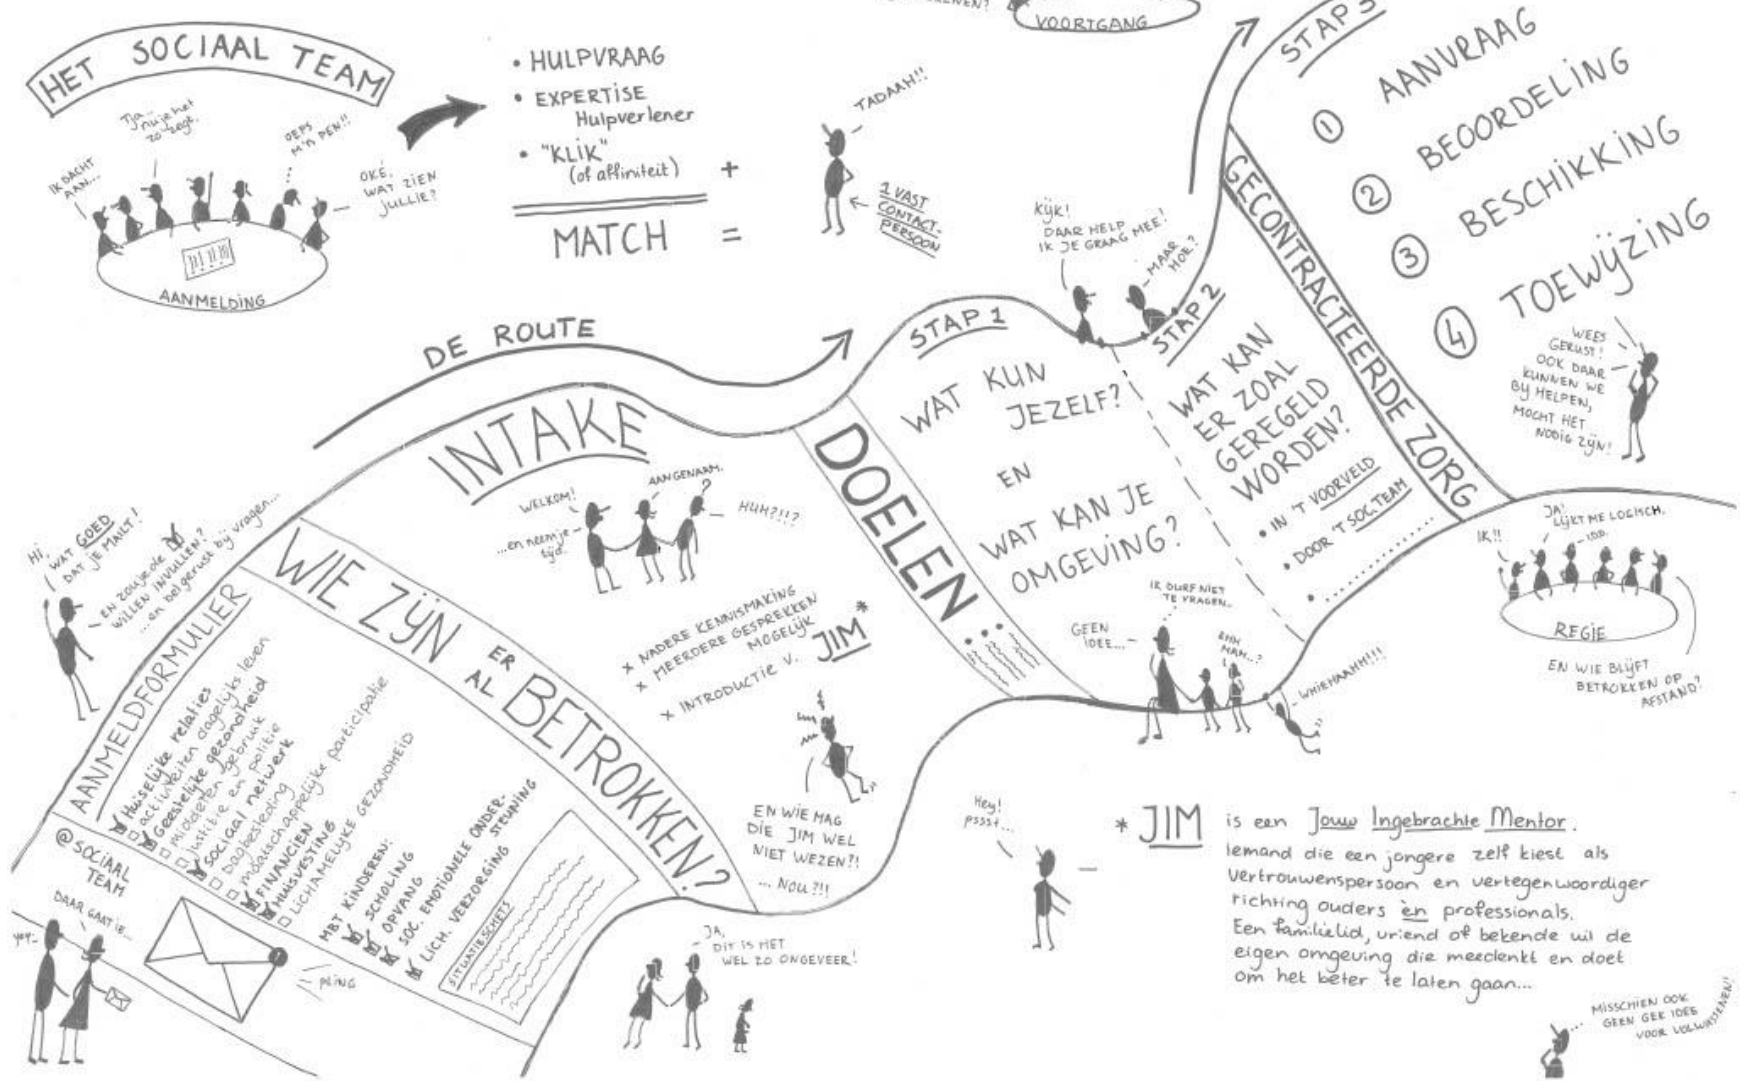 VOORTGANG
HET SOCIAAL TEAM
IK DACHT
AAN...
Tja...
nu je het
zo zegt.
OEPS
M'N PEN!!
OKÉ,
WAT ZIEN
JULLIE?
AANMELDING
• HULPVRAAG
• EXPERTISE
Hulpverlener
• "KLIK"
(of affiniteit)
+
MATCH =
TADAAH!!
1 VAST
CONTACT-
PERSOON
DE ROUTE
Hi,
WAT GOED
DAT JE MAILT!
EN ZOU JE DE
WILLEN INVULLEN?
...en bel gerust bij vragen...
@ SOCIAAL
TEAM
DAAR GAAT IE...
PLING
AANMELDFORMULIER
Huiselijke relaties
activiteiten dagelijks leven
Geestelijke gezondheid
middelen gebruik
justitie en politie
SOCIAAL NETWERK
dagbesteding
maatschappelijke participatie
FINANCIEN
HUISVESTING
LICHAMELIJKE GEZONDHEID
MBT KINDEREN:
SCHOLING
OPVANG
SOC. EMOTIONELE ONDER-
STEUNING
LICH. VERZORGING
SITUATIESCHETS
WIE ZIJN ER AL BETROKKEN?
JA,
DIT IS HET
WEL ZO ONGEVEER!
INTAKE
WELKOM!
...en neem je
tijd.
AANGENAAM.
?
HUH?!!?
x NADERE KENNISMAKING
x MEERDERE GESPREKKEN
MOGELIJK
x INTRODUCTIE V. JIM *
EN WIE MAG
DIE JIM WEL
NIET WEZEN?!
... NOU?!!
DOELEN:
STAP 1
WAT KUN
JEZELF?
EN
WAT KAN JE
OMGEVING?
GEEN
IDEE...
IK DURF NIET
TE VRAGEN...
EHH
MAM...?
WHIEHAAHH!!!
Kijk!
DAAR HELP
IK JE GRAAG MEE!
MAAR
HOE?
STAP 2
WAT KAN
ER ZOAL
GEREGELD
WORDEN?
• IN 'T VOORVELD
• DOOR 'T SOC. TEAM
• ..........
GECONTRACTEERDE ZORG
STAP 3
1 AANVRAAG
2 BEOORDELING
3 BESCHIKKING
4 TOEWIJZING
WEES
GERUST!
OOK DAAR
KUNNEN WE
BIJ HELPEN,
MOCHT HET
NODIG ZIJN!
IK!!
JA!
LIJKT ME LOGISCH.
REGIE
EN WIE BLIJFT
BETROKKEN OP
AFSTAND?
Hey!
pssst...
* JIM is een Jouw Ingebrachte Mentor.
Iemand die een jongere zelf kiest als
vertrouwenspersoon en vertegenwoordiger
richting ouders èn professionals.
Een familielid, vriend of bekende uit de
eigen omgeving die meedenkt en doet
om het beter te laten gaan...
MISSCHIEN OOK
GEEN GEK IDEE
VOOR VOLWASSENEN!!